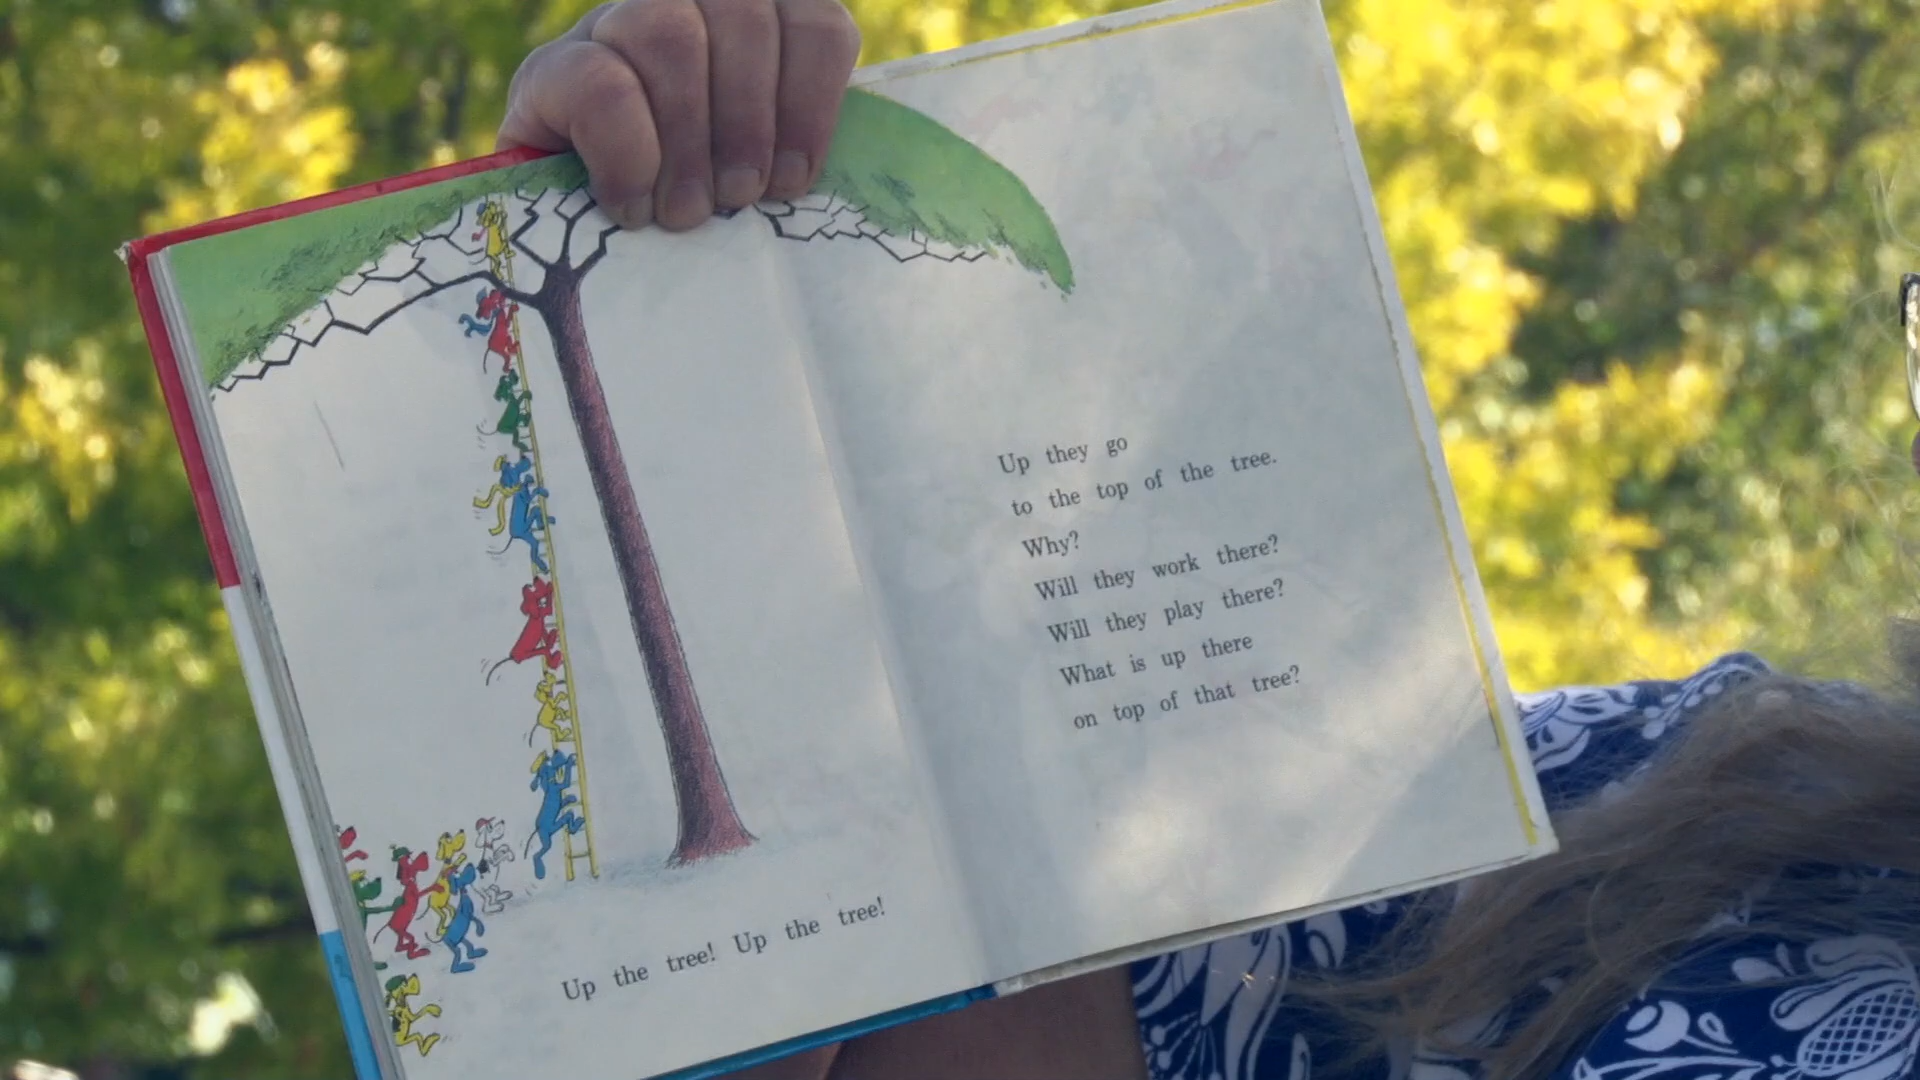 Up the tree! Up the tree!
Up they go
to the top of the tree.
Why?
Will they work there?
Will they play there?
What is up there
on top of that tree?